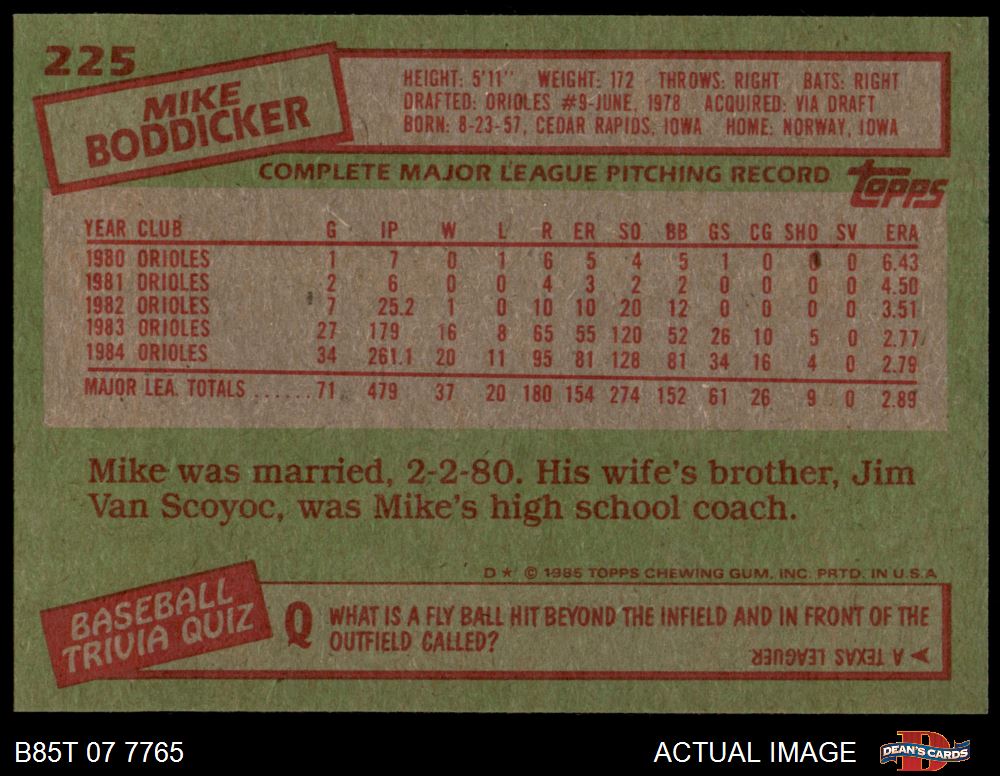 225
MIKE
BODDICKER
HEIGHT: 5'11" WEIGHT: 172 THROWS: RIGHT BATS: RIGHT
DRAFTED: ORIOLES #9-JUNE, 1978 ACQUIRED: VIA DRAFT
BORN: 8-23-57, CEDAR RAPIDS, IOWA HOME: NORWAY, IOWA
COMPLETE MAJOR LEAGUE PITCHING RECORD
topps
YEAR CLUB G IP W L R ER SO BB GS CG SHO SV ERA
1980 ORIOLES 1 7 0 1 6 5 4 5 1 0 0 0 6.43
1981 ORIOLES 2 6 0 0 4 3 2 2 0 0 0 0 4.50
1982 ORIOLES 7 25.2 1 0 10 10 20 12 0 0 0 0 3.51
1983 ORIOLES 27 179 16 8 65 55 120 52 26 10 5 0 2.77
1984 ORIOLES 34 261.1 20 11 95 81 128 81 34 16 4 0 2.79
MAJOR LEA. TOTALS ...... 71 479 37 20 180 154 274 152 61 26 9 0 2.89
Mike was married, 2-2-80. His wife's brother, Jim
Van Scoyoc, was Mike's high school coach.
D* © 1985 TOPPS CHEWING GUM, INC. PRTD. IN U.S.A
BASEBALL
TRIVIA QUIZ
Q WHAT IS A FLY BALL HIT BEYOND THE INFIELD AND IN FRONT OF THE
OUTFIELD CALLED?
A TEXAS LEAGUER
B85T 07 7765
ACTUAL IMAGE
D
DEAN'S CARDS